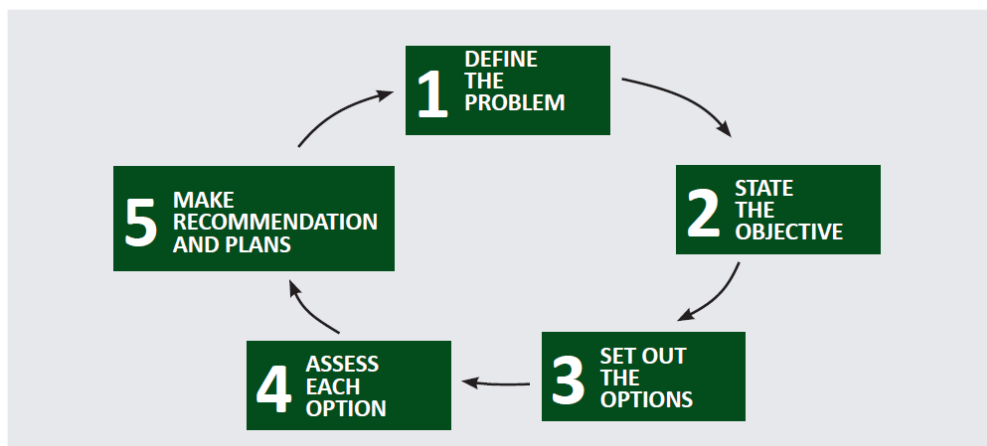 1
DEFINE
THE
PROBLEM
2
STATE
THE
OBJECTIVE
3
SET OUT
THE
OPTIONS
4
ASSESS
EACH
OPTION
5
MAKE
RECOMMENDATION
AND PLANS